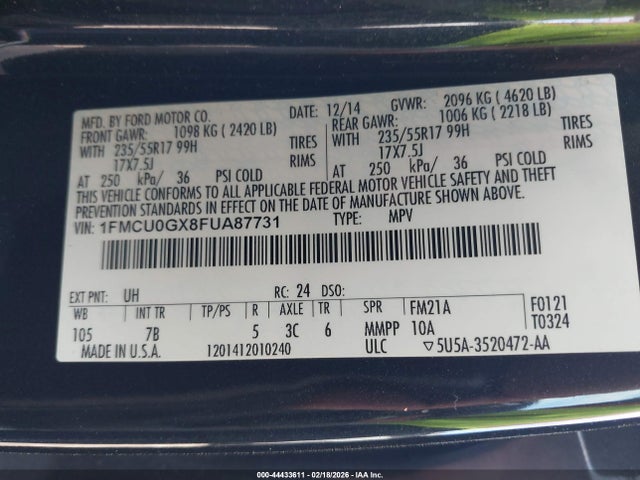 MFD. BY FORD MOTOR CO. DATE: 12/14 GVWR: 2096 KG ( 4620 LB)
FRONT GAWR: 1098 KG ( 2420 LB) REAR GAWR: 1006 KG ( 2218 LB)
WITH 235/55R17 99H TIRES WITH 235/55R17 99H TIRES
17X7.5J RIMS 17X7.5J RIMS
AT 250 kPa/ 36 PSI COLD AT 250 kPa/ 36 PSI COLD
THIS VEHICLE CONFORMS TO ALL APPLICABLE FEDERAL MOTOR VEHICLE SAFETY AND THEFT
PREVENTION STANDARDS IN EFFECT ON THE DATE OF MANUFACTURE SHOWN ABOVE.
VIN: 1FMCU0GX8FUA87731 TYPE: MPV
EXT PNT: UH RC: 24 DSO:
WB INT TR TP/PS R AXLE TR SPR FM21A F0121
105 7B 5 3C 6 MMPP 10A T0324
MADE IN U.S.A. 1201412010240 ULC ▽5U5A-3520472-AA
000-44433611 - 02/18/2026 - IAA Inc.